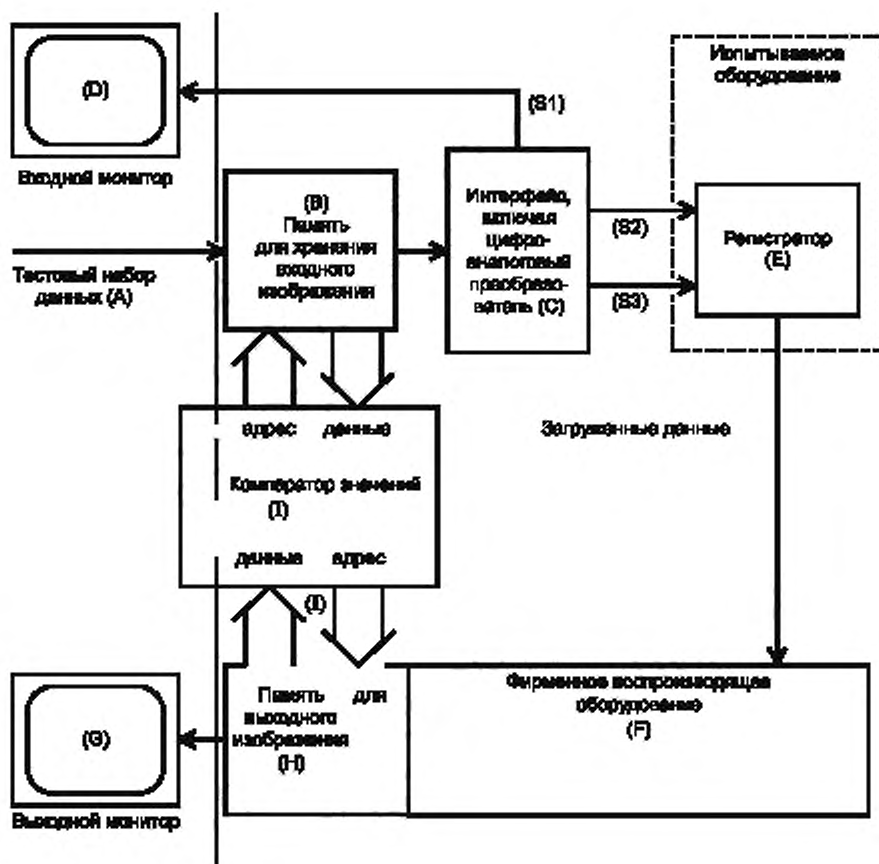 (D)
Входной монитор
(S1)
Испытываемое
оборудование
Тестовый набор
данных (A)
(B)
Память
для хранения
входного
изображения
Интерфейс,
включая
цифро-
аналоговый
преобразо-
ватель (C)
(S2)
(S3)
Регистратор
(E)
адрес данные
Компаратор значений
(I)
данные адрес
(I)
Загруженные данные
(G)
Выходной монитор
Память для
выходного
изображения
(H)
Фирменное воспроизводящее
оборудование
(F)